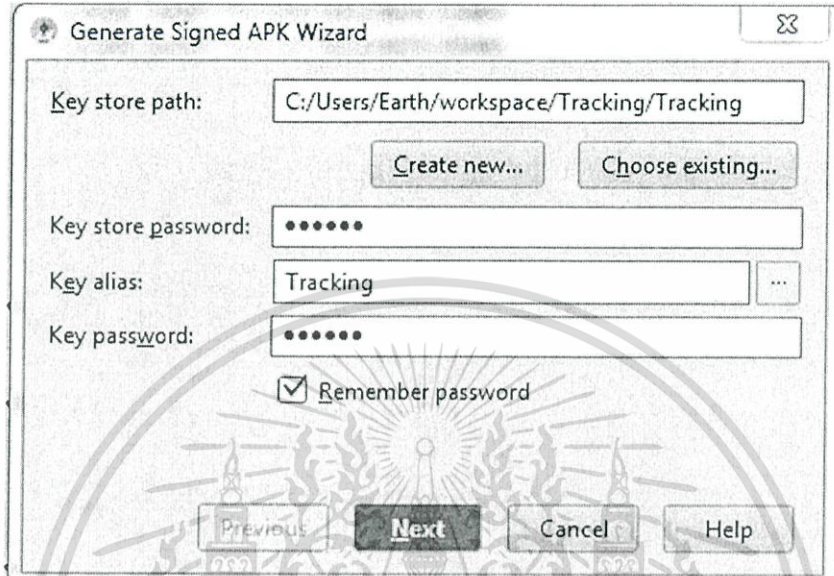 Generate Signed APK Wizard
Key store path: C:/Users/Earth/workspace/Tracking/Tracking
Create new... Choose existing...
Key store password: ••••••
Key alias: Tracking ...
Key password: ••••••
Remember password
Previous Next Cancel Help